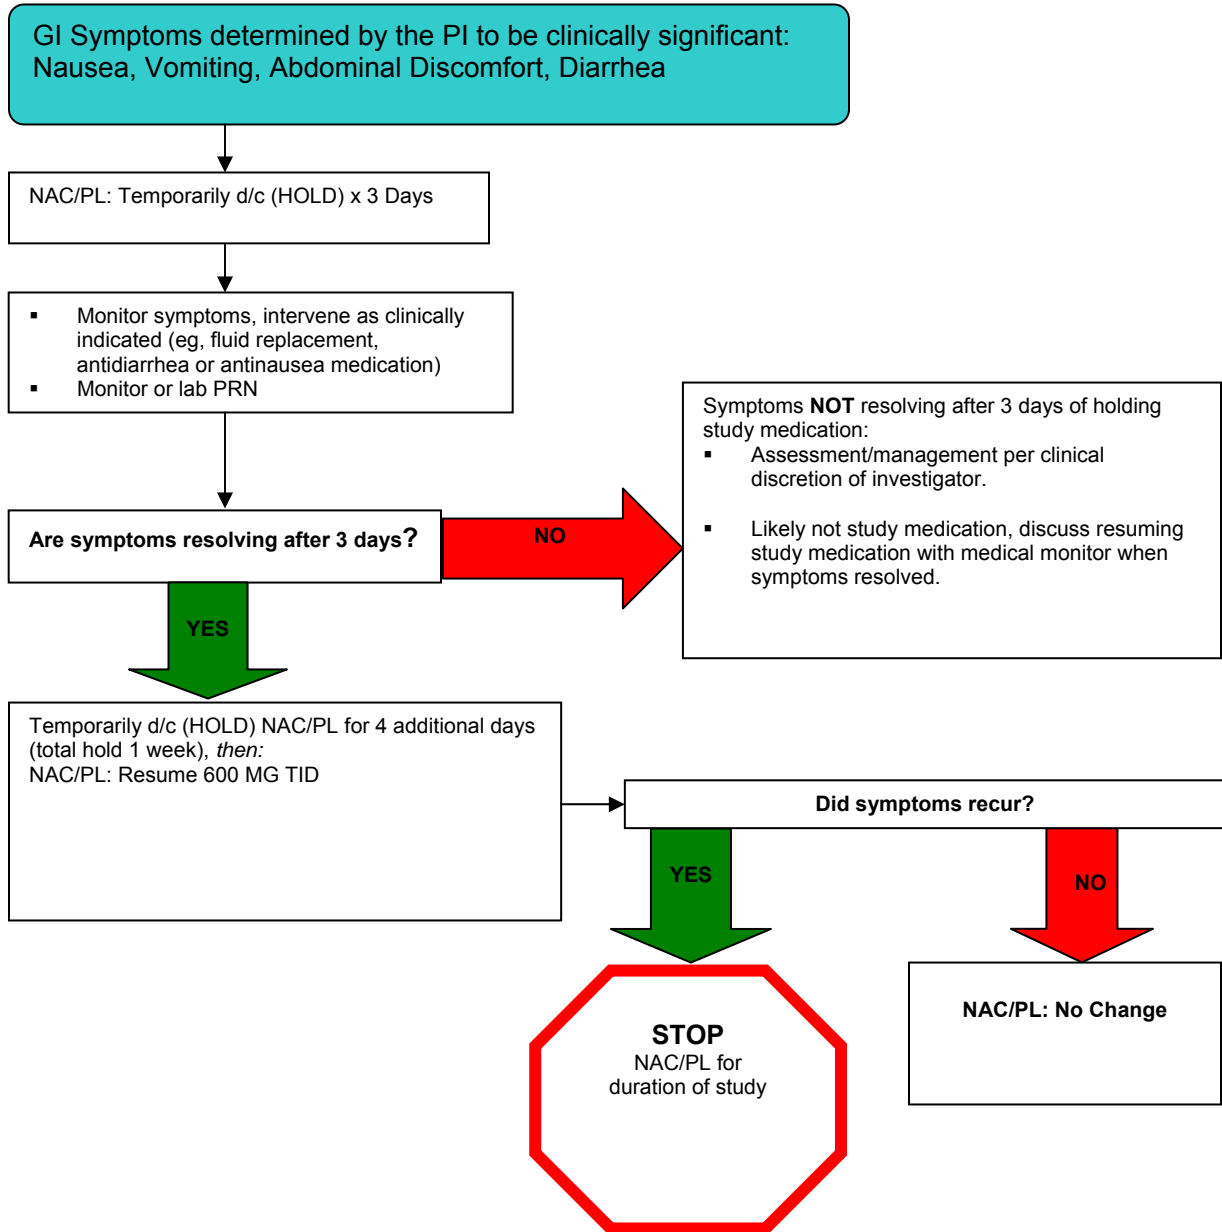 GI Symptoms determined by the PI to be clinically significant:
Nausea, Vomiting, Abdominal Discomfort, Diarrhea
NAC/PL: Temporarily d/c (HOLD) x 3 Days
▪ Monitor symptoms, intervene as clinically
indicated (eg, fluid replacement,
antidiarrhea or antinausea medication)
▪ Monitor or lab PRN
Are symptoms resolving after 3 days?
NO
Symptoms NOT resolving after 3 days of holding
study medication:
▪ Assessment/management per clinical
discretion of investigator.
▪ Likely not study medication, discuss resuming
study medication with medical monitor when
symptoms resolved.
YES
Temporarily d/c (HOLD) NAC/PL for 4 additional days
(total hold 1 week), then:
NAC/PL: Resume 600 MG TID
Did symptoms recur?
YES
NO
STOP
NAC/PL for
duration of study
NAC/PL: No Change